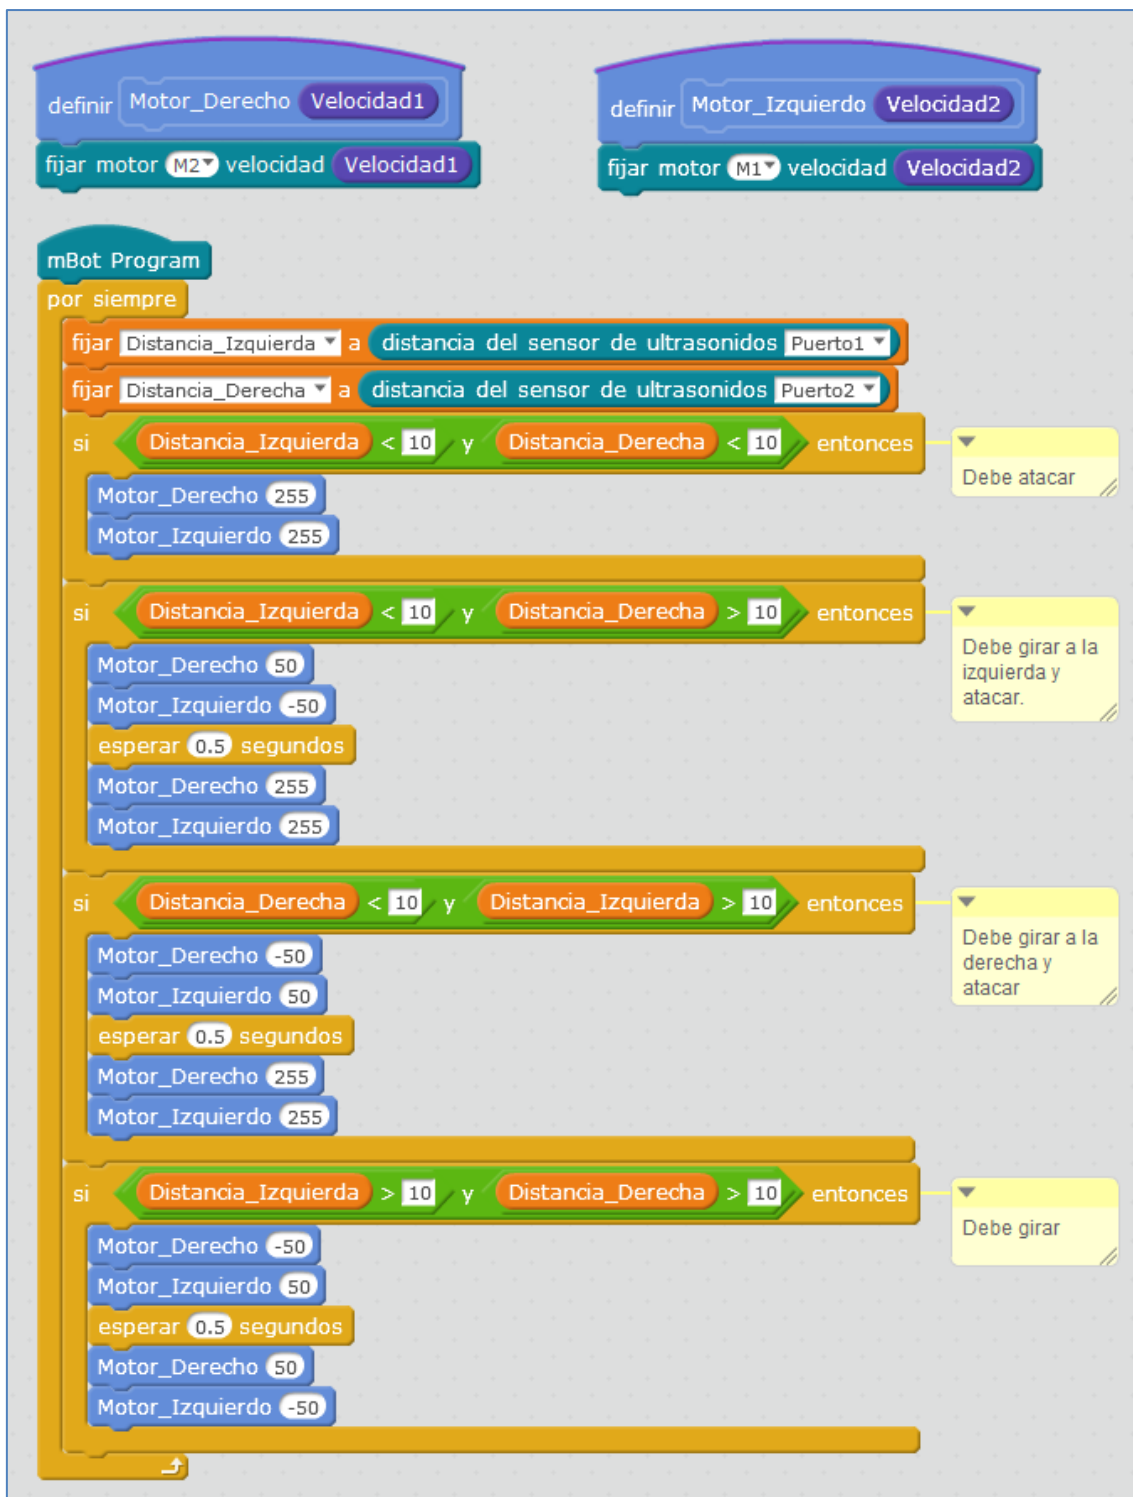 definir Motor_Derecho Velocidad1
fijar motor M2 velocidad Velocidad1
definir Motor_Izquierdo Velocidad2
fijar motor M1 velocidad Velocidad2
mBot Program
por siempre
fijar Distancia_Izquierda a distancia del sensor de ultrasonidos Puerto1
fijar Distancia_Derecha a distancia del sensor de ultrasonidos Puerto2
si Distancia_Izquierda < 10 y Distancia_Derecha < 10 entonces
Debe atacar
Motor_Derecho 255
Motor_Izquierdo 255
si Distancia_Izquierda < 10 y Distancia_Derecha > 10 entonces
Debe girar a la
izquierda y
atacar.
Motor_Derecho 50
Motor_Izquierdo -50
esperar 0.5 segundos
Motor_Derecho 255
Motor_Izquierdo 255
si Distancia_Derecha < 10 y Distancia_Izquierda > 10 entonces
Debe girar a la
derecha y
atacar
Motor_Derecho -50
Motor_Izquierdo 50
esperar 0.5 segundos
Motor_Derecho 255
Motor_Izquierdo 255
si Distancia_Izquierda > 10 y Distancia_Derecha > 10 entonces
Debe girar
Motor_Derecho -50
Motor_Izquierdo 50
esperar 0.5 segundos
Motor_Derecho 50
Motor_Izquierdo -50